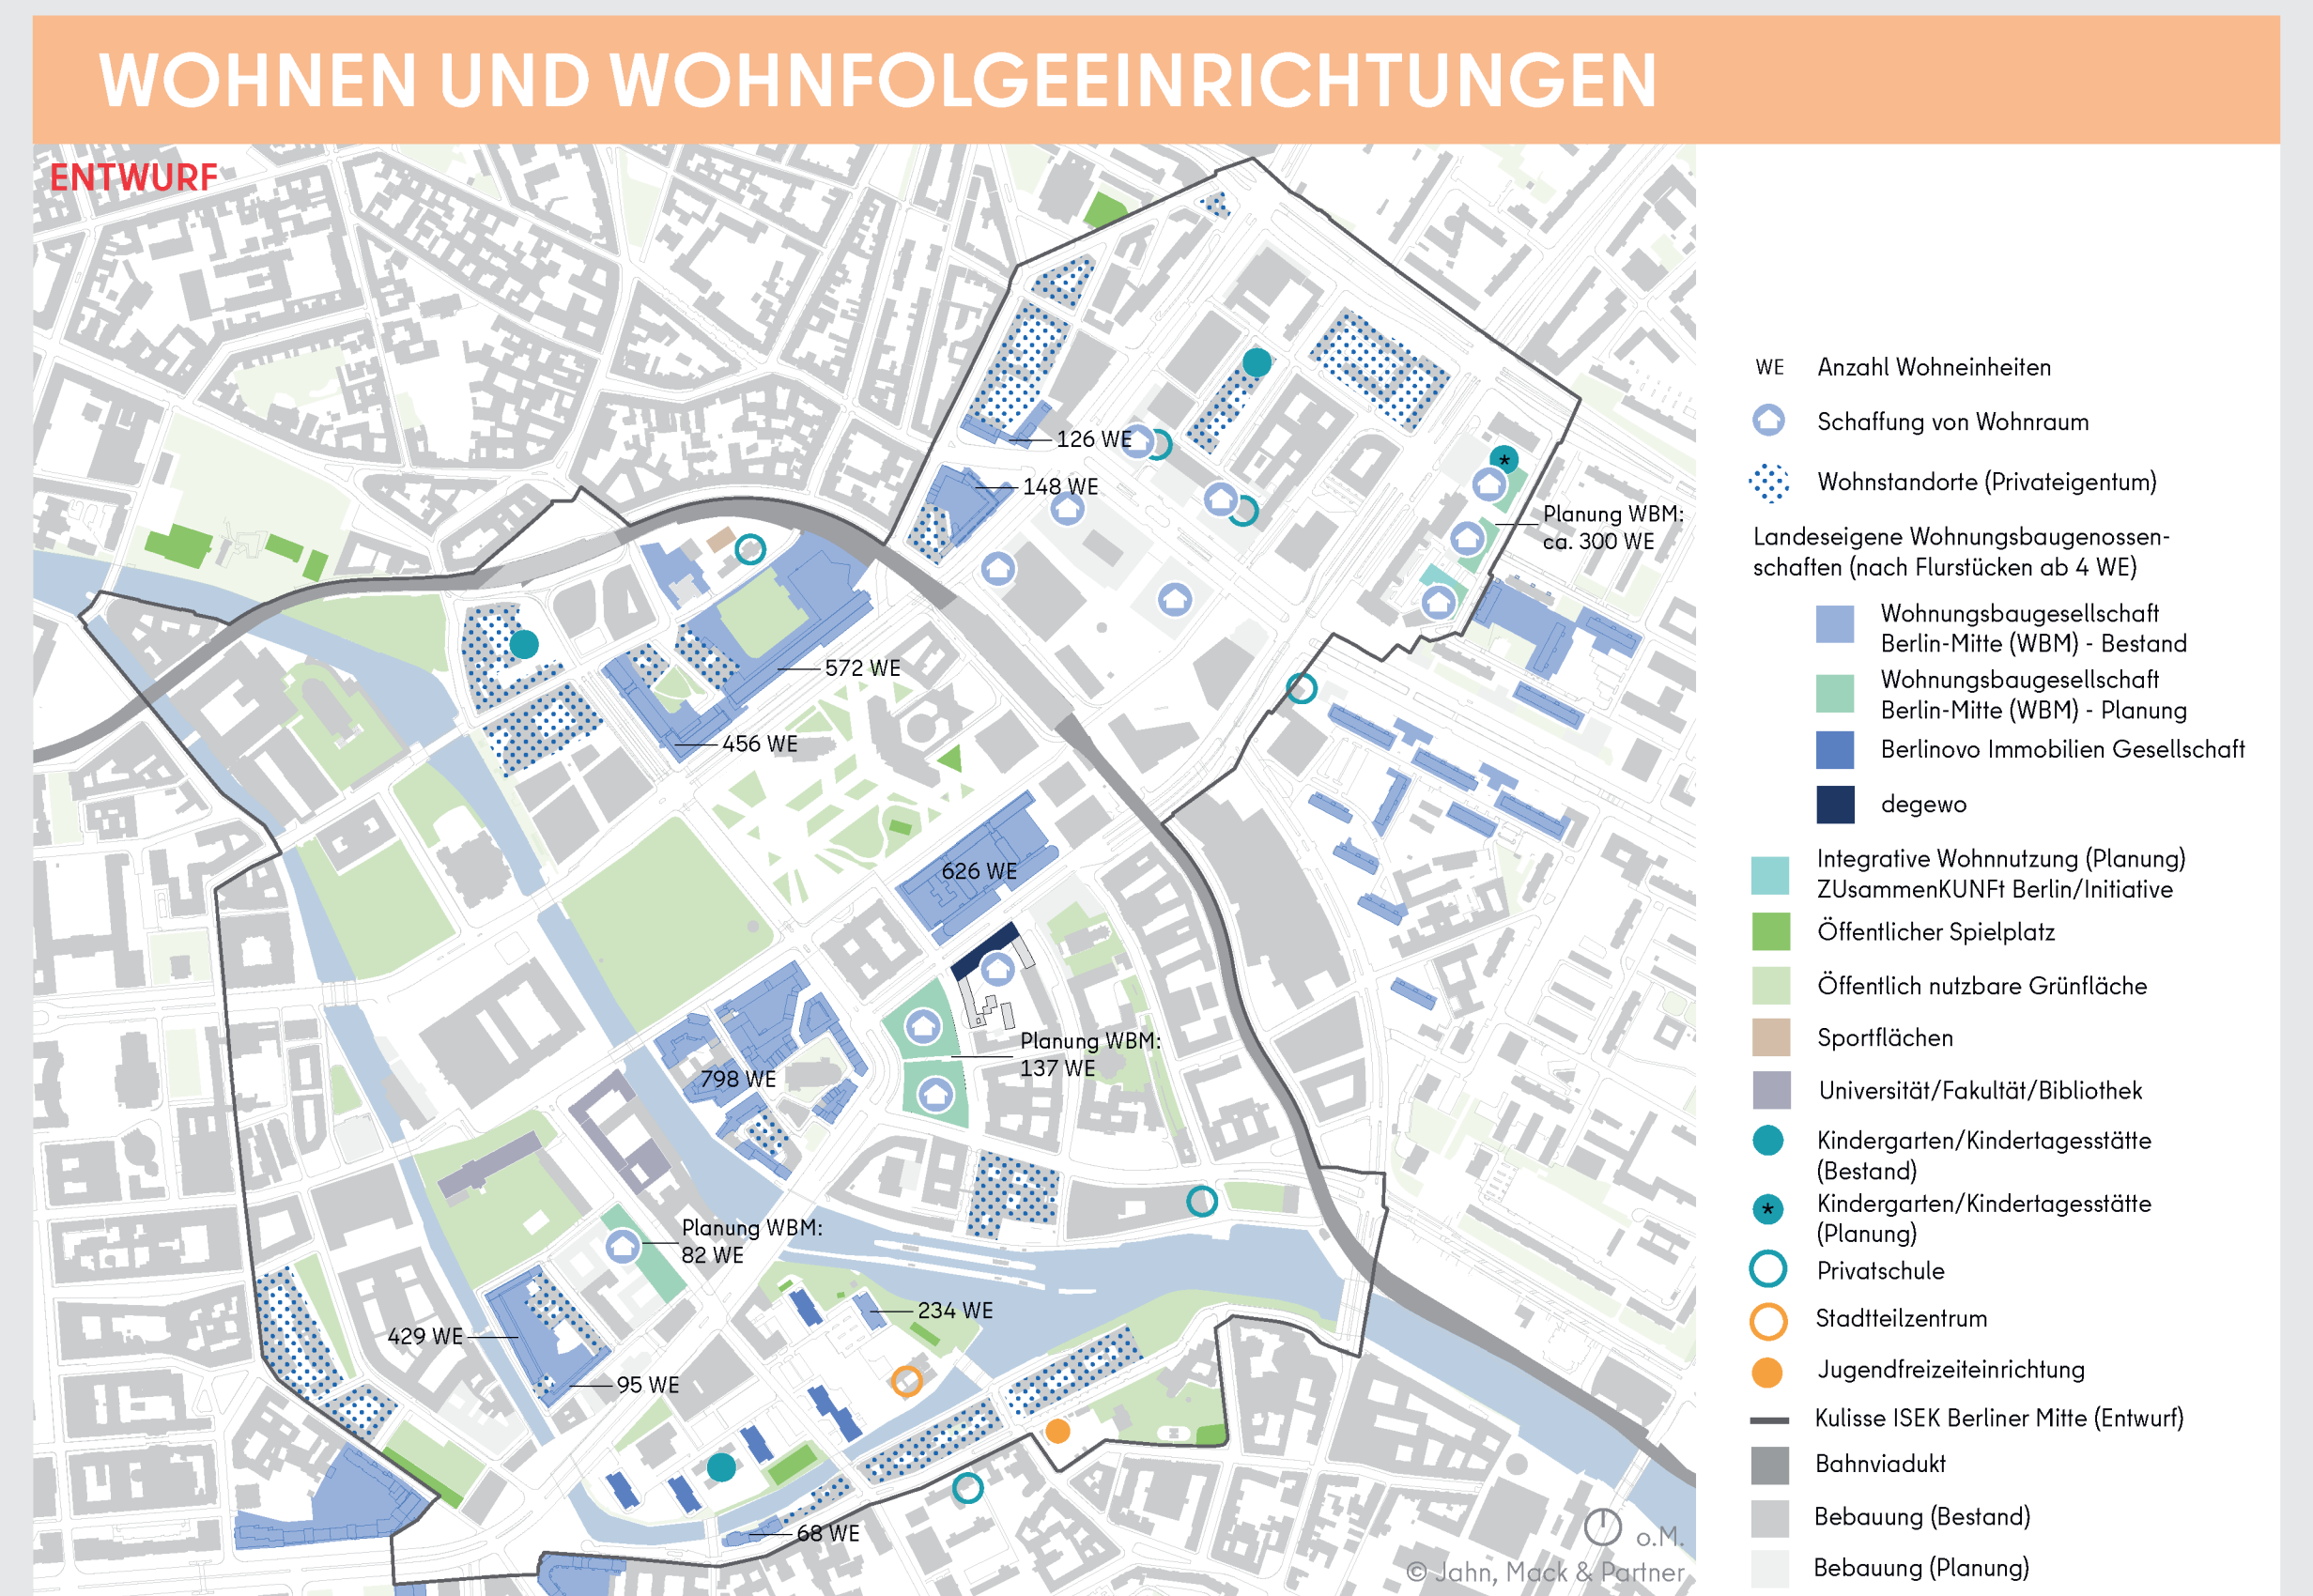 WOHNEN UND WOHNFOLGEEINRICHTUNGEN
ENTWURF
126 WE
148 WE
Planung WBM:
ca. 300 WE
572 WE
456 WE
626 WE
Planung WBM:
137 WE
798 WE
Planung WBM:
82 WE
234 WE
429 WE
95 WE
68 WE
o.M.
© Jahn, Mack & Partner
WE Anzahl Wohneinheiten
Schaffung von Wohnraum
Wohnstandorte (Privateigentum)
Landeseigene Wohnungsbaugenossen-
schaften (nach Flurstücken ab 4 WE)
Wohnungsbaugesellschaft
Berlin-Mitte (WBM) - Bestand
Wohnungsbaugesellschaft
Berlin-Mitte (WBM) - Planung
Berlinovo Immobilien Gesellschaft
degewo
Integrative Wohnnutzung (Planung)
ZUsammenKUNFt Berlin/Initiative
Öffentlicher Spielplatz
Öffentlich nutzbare Grünfläche
Sportflächen
Universität/Fakultät/Bibliothek
Kindergarten/Kindertagesstätte
(Bestand)
Kindergarten/Kindertagesstätte
(Planung)
Privatschule
Stadtteilzentrum
Jugendfreizeiteinrichtung
Kulisse ISEK Berliner Mitte (Entwurf)
Bahnviadukt
Bebauung (Bestand)
Bebauung (Planung)